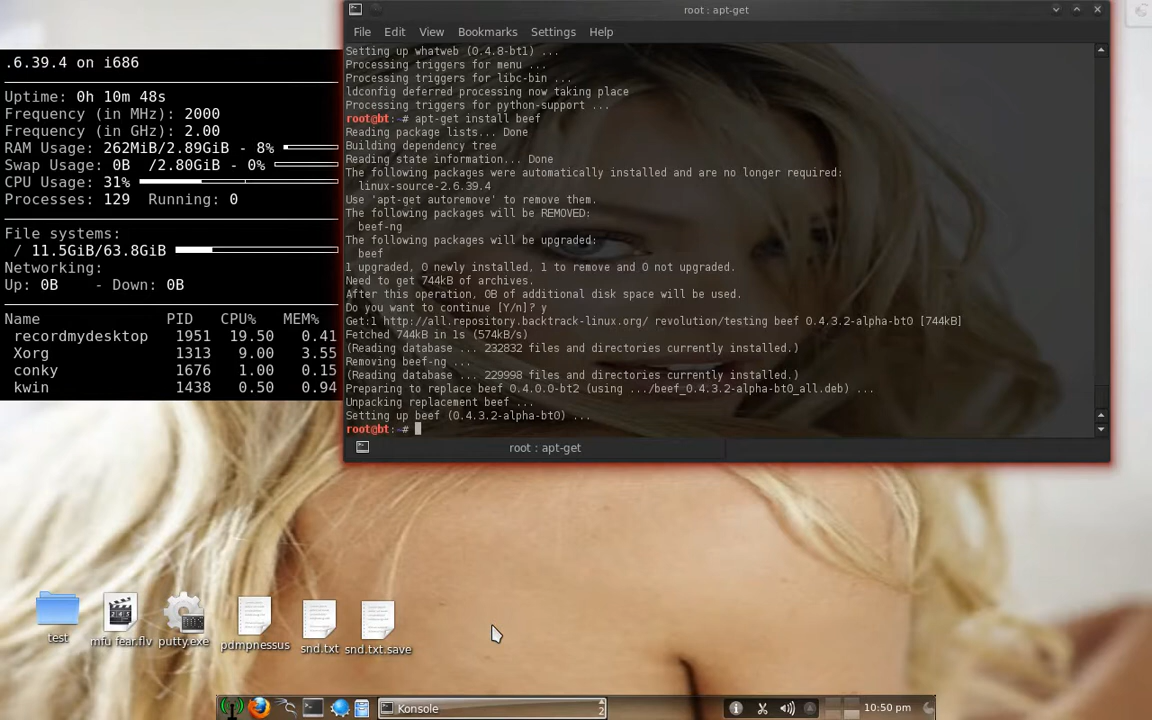 root : apt-get
File Edit View Bookmarks Settings Help
Setting up whatweb (0.4.8-bt1) ...
Processing triggers for menu ...
Processing triggers for libc-bin ...
ldconfig deferred processing now taking place
Processing triggers for python-support ...
root@bt:~# apt-get install beef
Reading package lists... Done
Building dependency tree
Reading state information... Done
The following packages were automatically installed and are no longer required:
linux-source-2.6.39.4
Use 'apt-get autoremove' to remove them.
The following packages will be REMOVED:
beef-ng
The following packages will be upgraded:
beef
1 upgraded, 0 newly installed, 1 to remove and 0 not upgraded.
Need to get 744kB of archives.
After this operation, 0B of additional disk space will be used.
Do you want to continue [Y/n]? y
Get:1 http://all.repository.backtrack-linux.org/ revolution/testing beef 0.4.3.2-alpha-bt0 [744kB]
Fetched 744kB in 1s (574kB/s)
(Reading database ... 232832 files and directories currently installed.)
Removing beef-ng ...
(Reading database ... 229998 files and directories currently installed.)
Preparing to replace beef 0.4.0.0-bt2 (using .../beef_0.4.3.2-alpha-bt0_all.deb) ...
Unpacking replacement beef ...
Setting up beef (0.4.3.2-alpha-bt0) ...
root@bt:~#
root : apt-get
.6.39.4 on i686
Uptime: 0h 10m 48s
Frequency (in MHz): 2000
Frequency (in GHz): 2.00
RAM Usage: 262MiB/2.89GiB - 8%
Swap Usage: 0B /2.80GiB - 0%
CPU Usage: 31%
Processes: 129 Running: 0
File systems:
/ 11.5GiB/63.8GiB
Networking:
Up: 0B - Down: 0B
Name PID CPU% MEM%
recordmydesktop 1951 19.50 0.41
Xorg 1313 9.00 3.55
conky 1676 1.00 0.15
kwin 1438 0.50 0.94
test
mfu_fear.flv
putty.exe
pdmpnessus
snd.txt
snd.txt.save
Konsole
2
10:50 pm